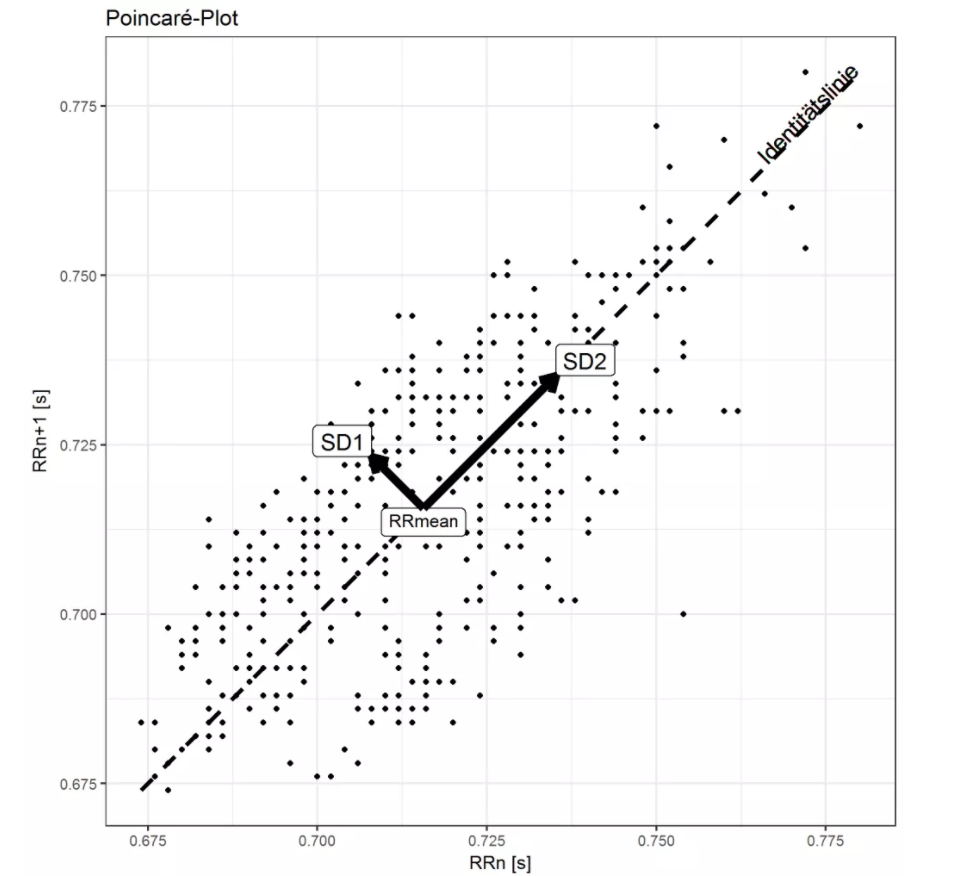 Poincaré-Plot
Identitätslinie
0.775
0.750
SD2
SD1
0.725
RRn+1 [s]
RRmean
0.700
0.675
0.675 0.700 0.725 0.750 0.775
RRn [s]